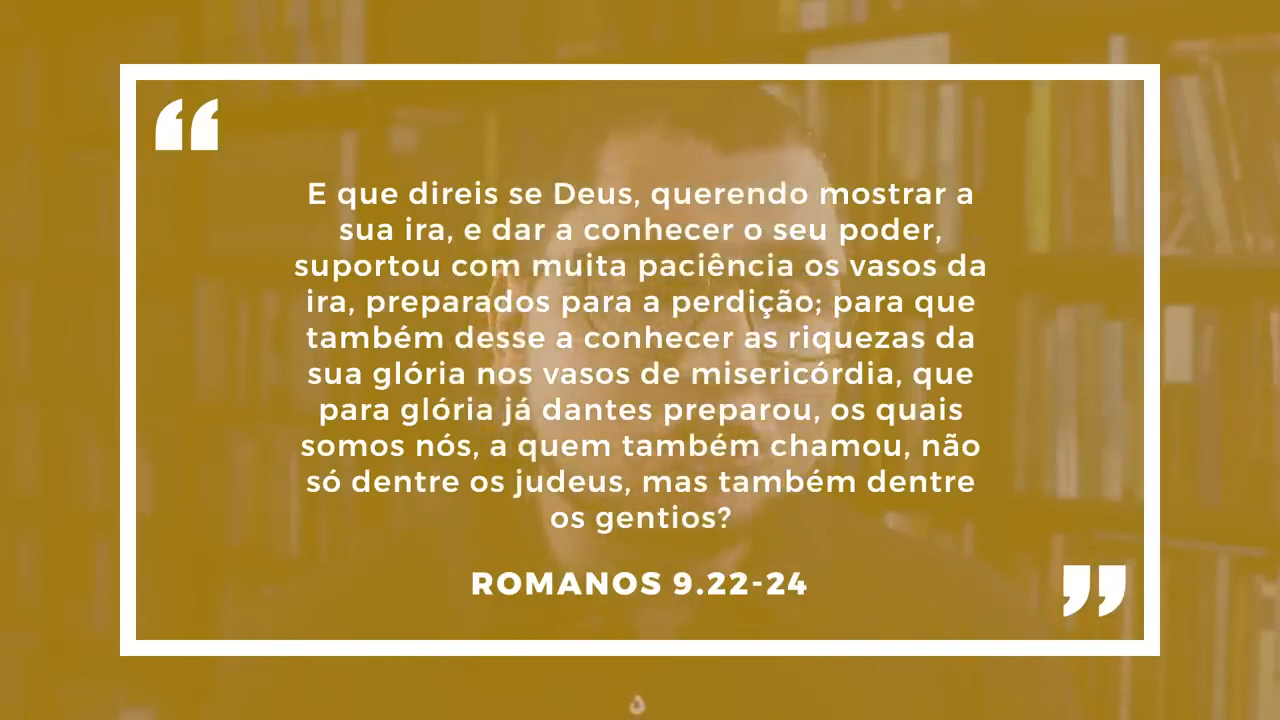 “
E que direis se Deus, querendo mostrar a
sua ira, e dar a conhecer o seu poder,
suportou com muita paciência os vasos da
ira, preparados para a perdição; para que
também desse a conhecer as riquezas da
sua glória nos vasos de misericórdia, que
para glória já dantes preparou, os quais
somos nós, a quem também chamou, não
só dentre os judeus, mas também dentre
os gentios?
ROMANOS 9.22-24
”